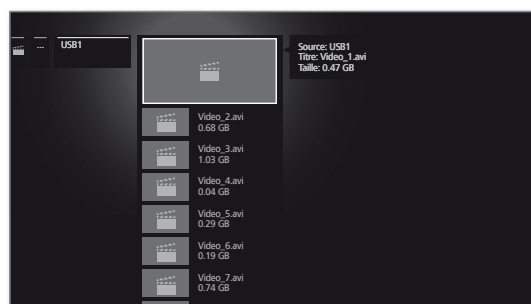 ...
USB1
Source: USB1
Titre: Video_1.avi
Taille: 0.47 GB
Video_2.avi
0.68 GB
Video_3.avi
1.03 GB
Video_4.avi
0.04 GB
Video_5.avi
0.29 GB
Video_6.avi
0.19 GB
Video_7.avi
0.74 GB